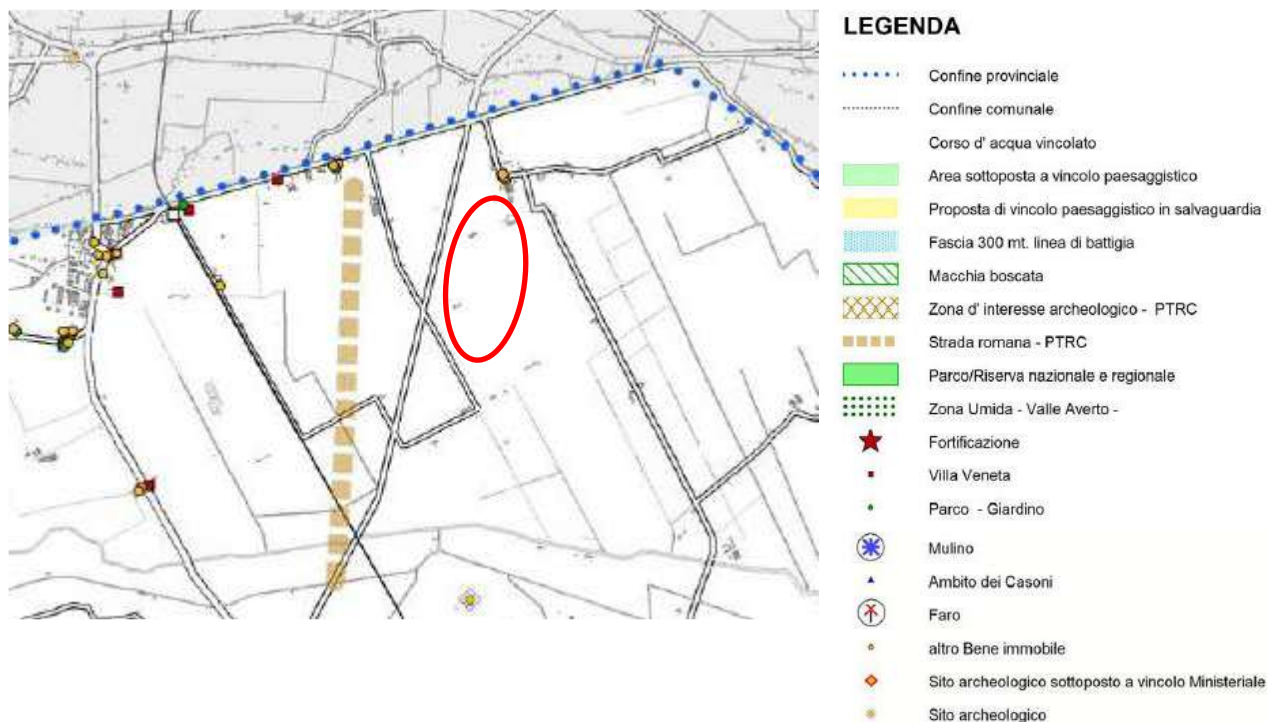 LEGENDA
Confine provinciale
Confine comunale
Corso d' acqua vincolato
Area sottoposta a vincolo paesaggistico
Proposta di vincolo paesaggistico in salvaguardia
Fascia 300 mt. linea di battigia
Macchia boscata
Zona d' interesse archeologico - PTRC
Strada romana - PTRC
Parco/Riserva nazionale e regionale
Zona Umida - Valle Averto -
Fortificazione
Villa Veneta
Parco - Giardino
Mulino
Ambito dei Casoni
Faro
altro Bene immobile
Sito archeologico sottoposto a vincolo Ministeriale
Sito archeologico